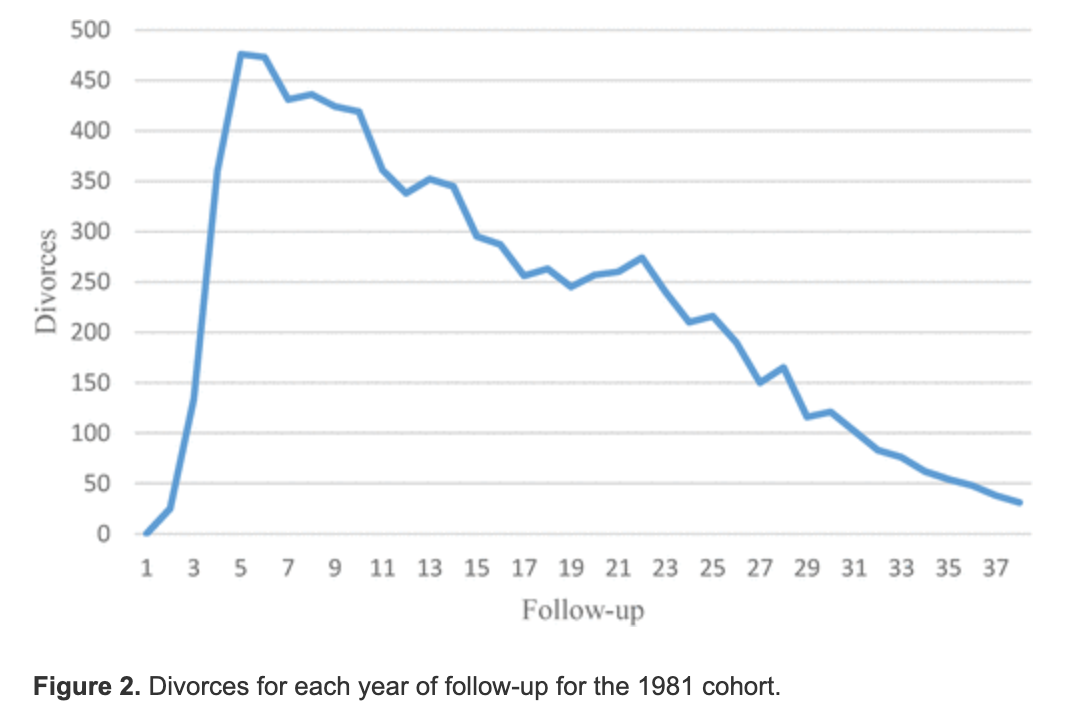 500
450
400
350
300
250
200
150
100
50
0
Divorces
1 3 5 7 9 11 13 15 17 19 21 23 25 27 29 31 33 35 37
Follow-up
Figure 2. Divorces for each year of follow-up for the 1981 cohort.